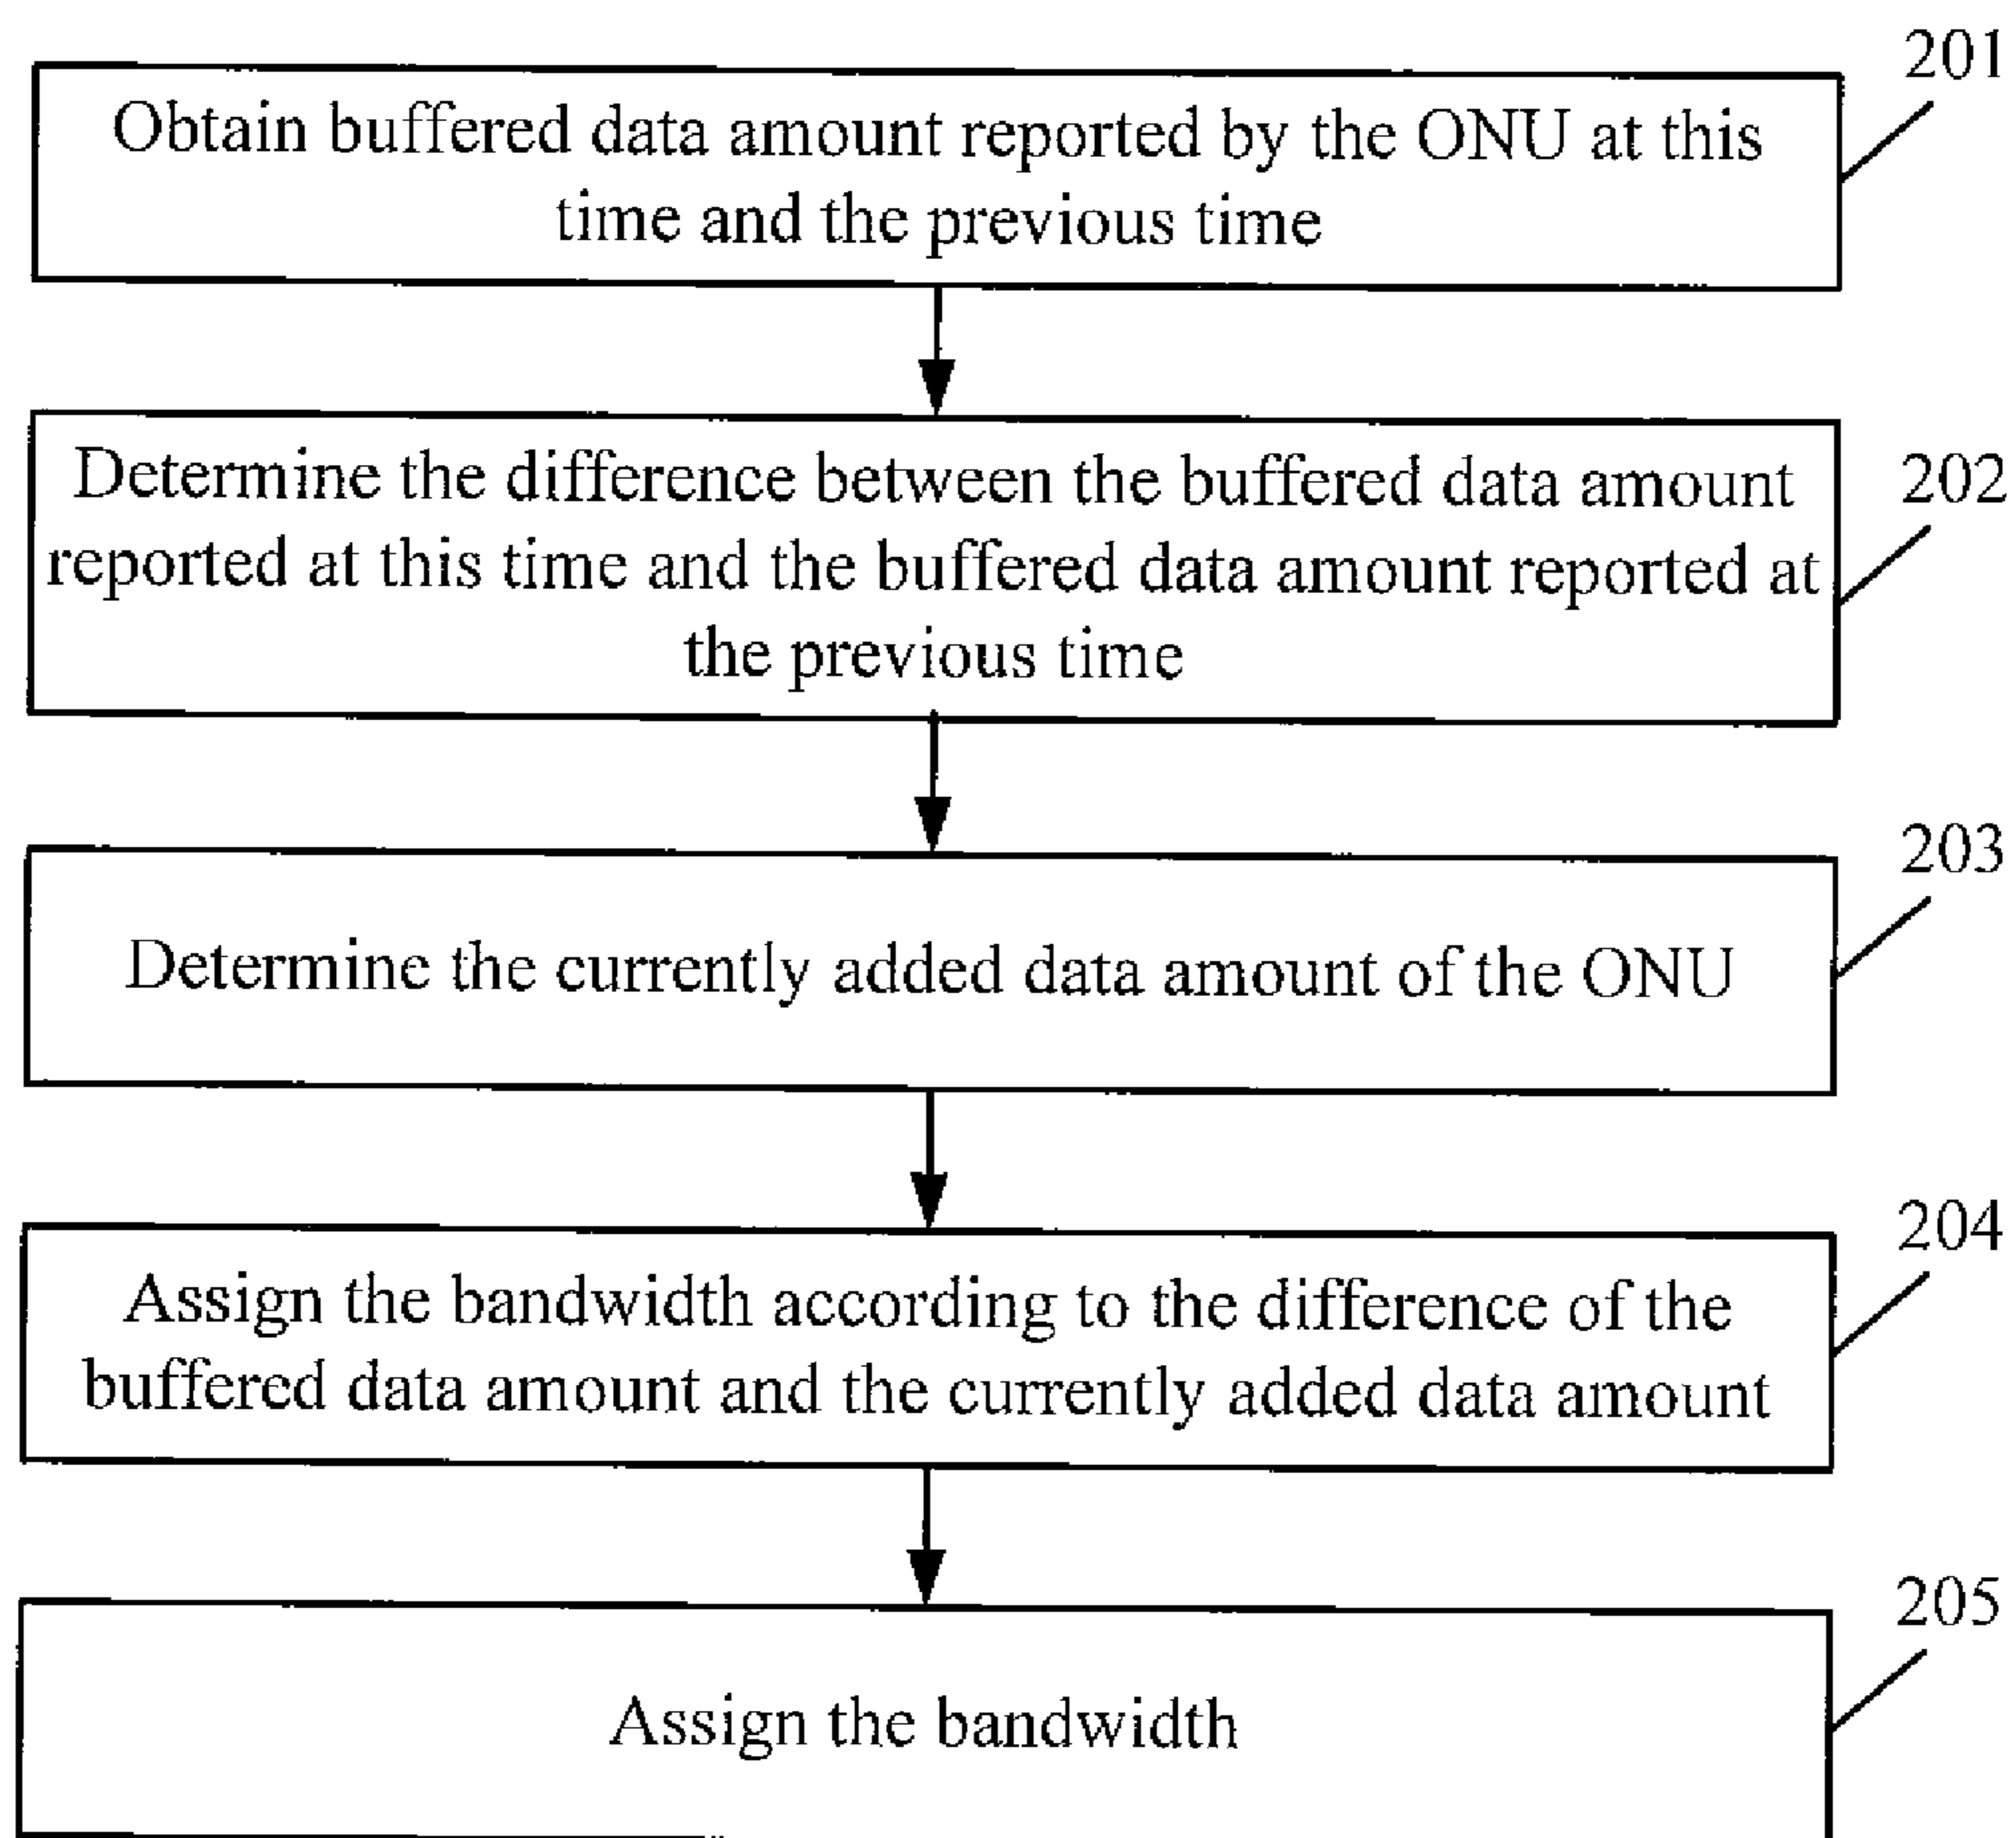 201
Obtain buffered data amount reported by the ONU at this
time and the previous time
202
Determine the difference between the buffered data amount
reported at this time and the buffered data amount reported at
the previous time
203
Determine the currently added data amount of the ONU
204
Assign the bandwidth according to the difference of the
buffered data amount and the currently added data amount
205
Assign the bandwidth